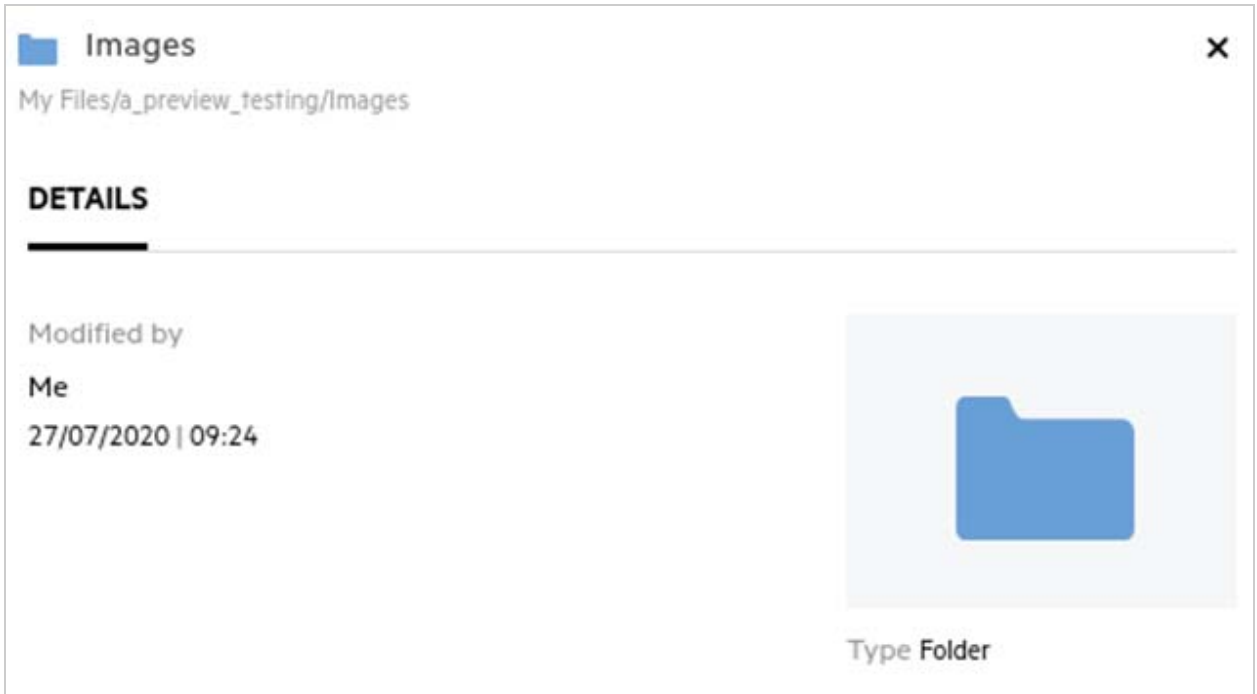 Images
My Files/a_preview_testing/Images
DETAILS
Modified by
Me
27/07/2020 | 09:24
Type Folder